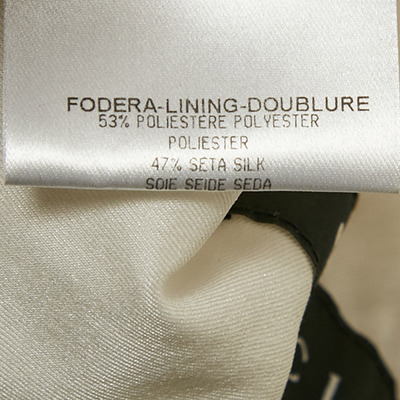 FODERA-LINING-DOUBLURE
53% POLIESTERE POLYESTER
POLIESTER
47% SETA SILK
SOIE SEIDE SEDA